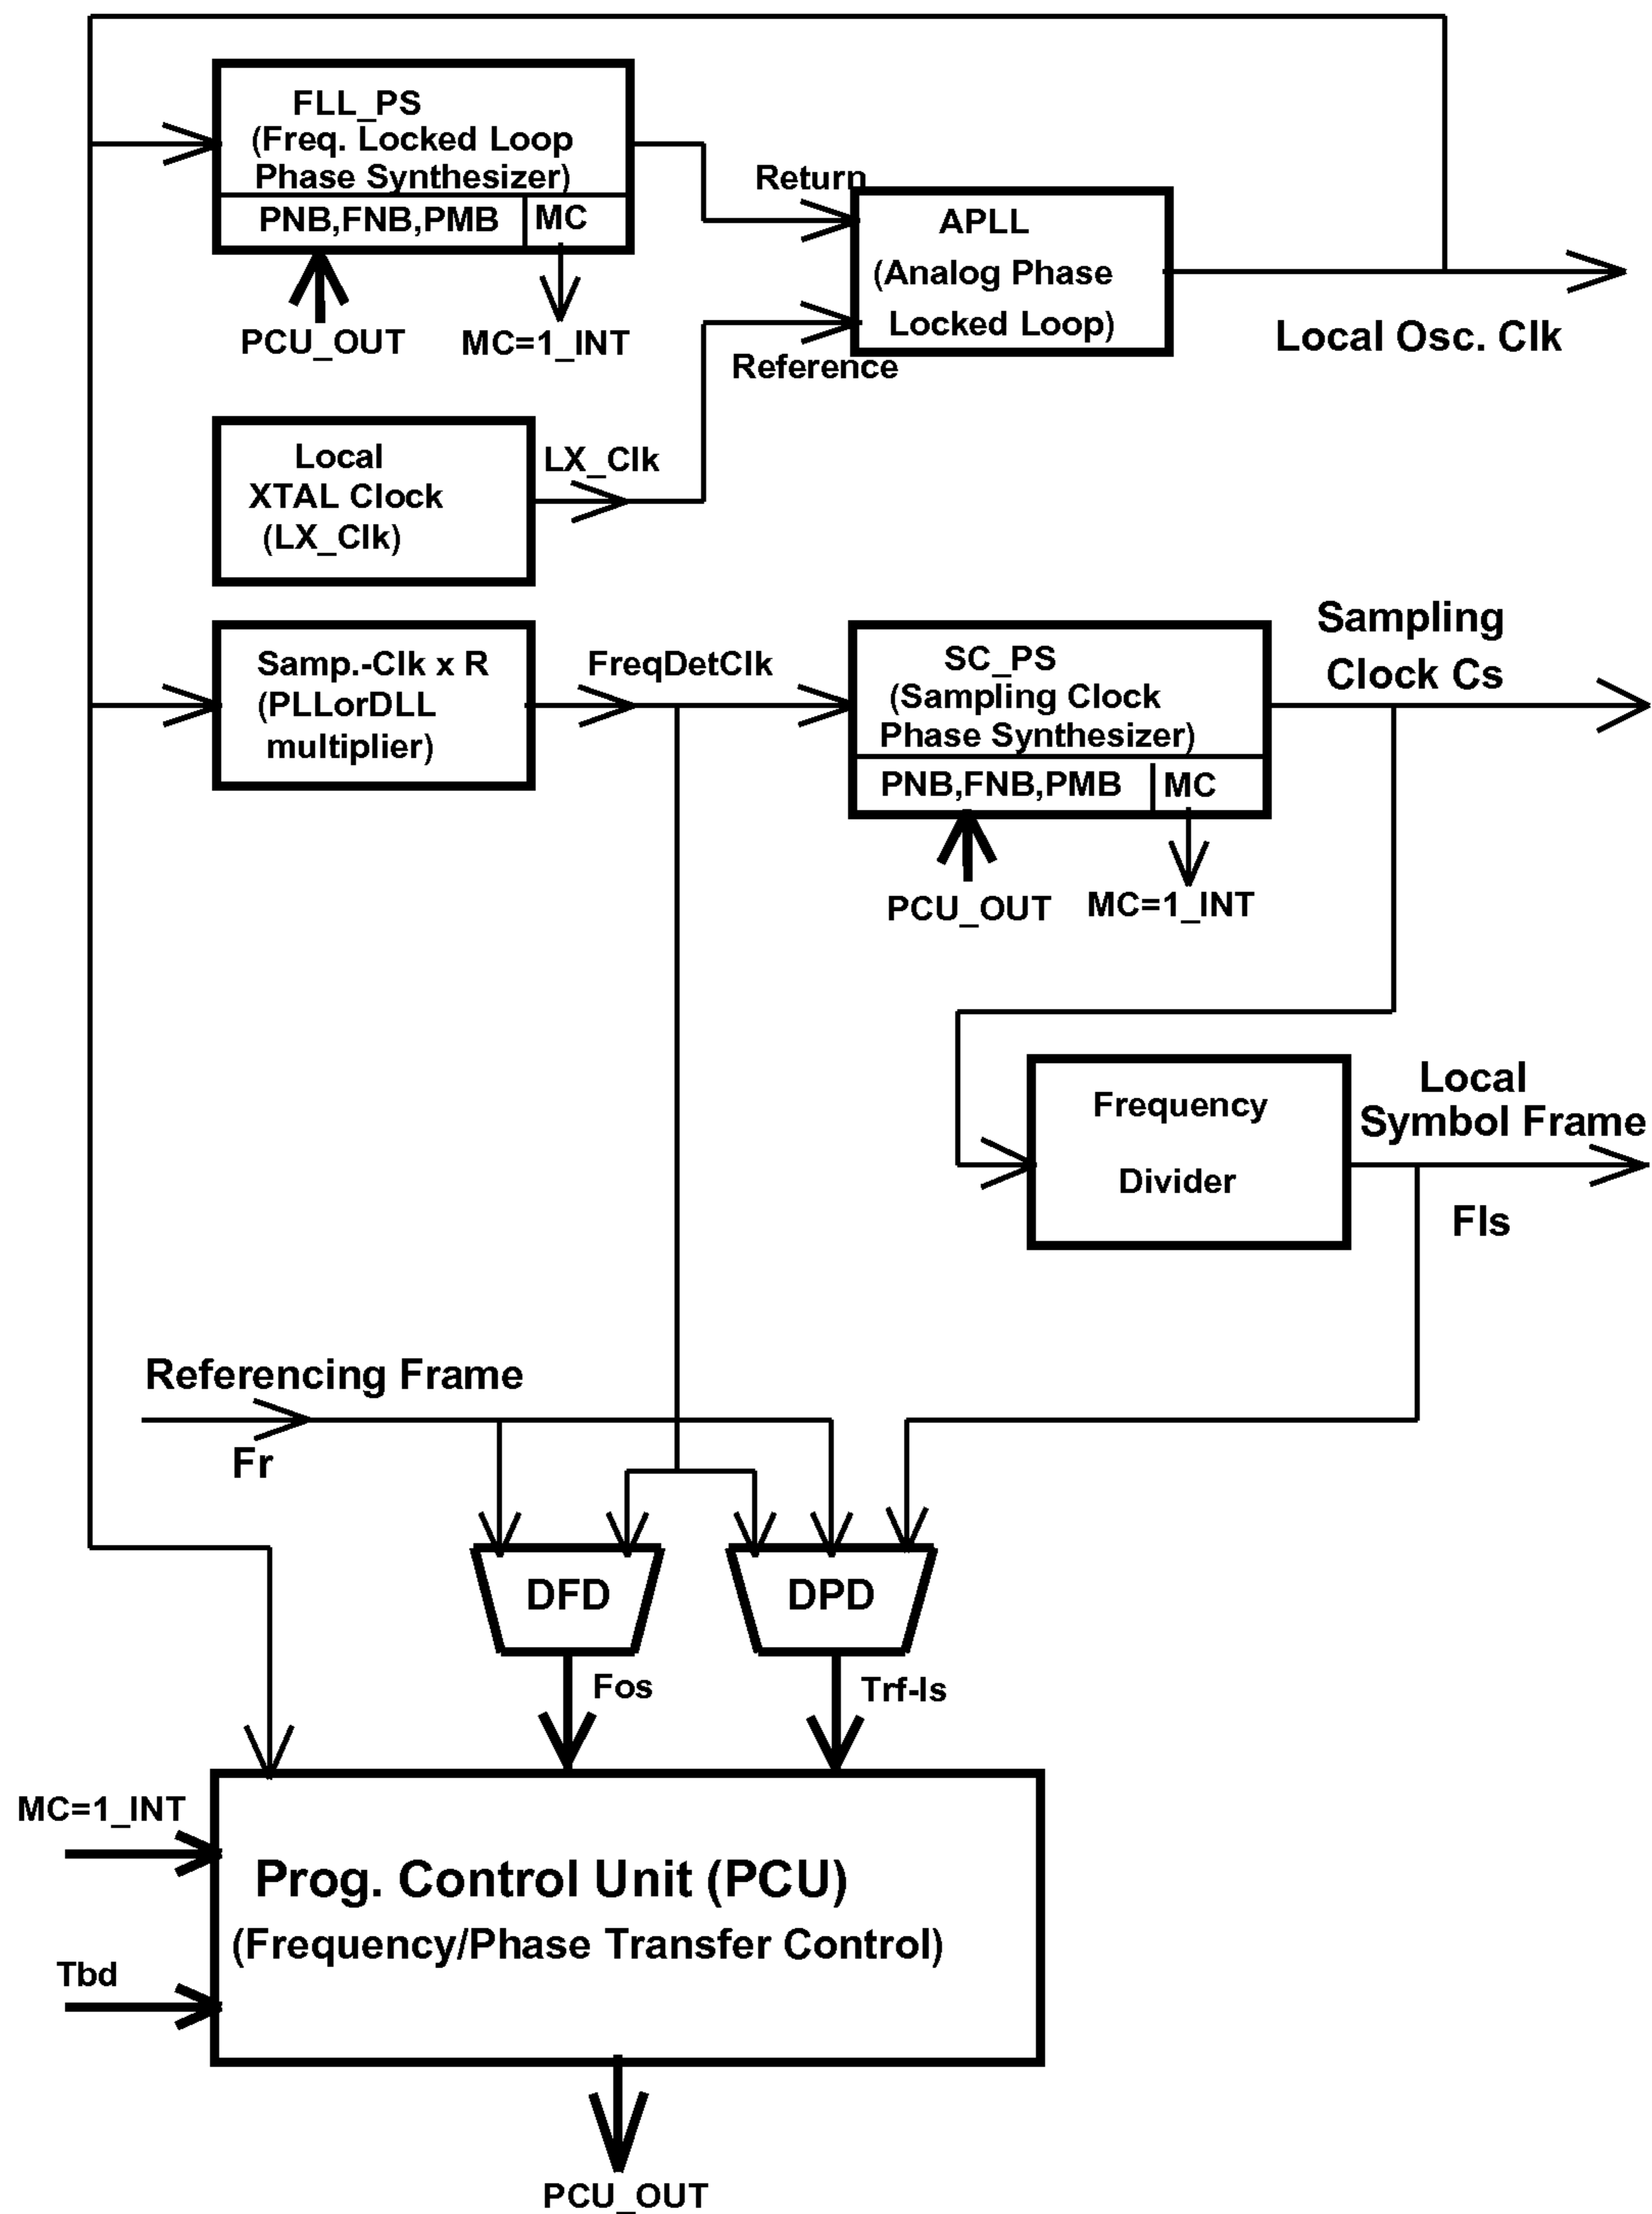 FLL_PS
(Freq. Locked Loop
Phase Synthesizer)
PNB,FNB,PMB
MC
PCU_OUT
MC=1_INT
Return
Reference
APLL
(Analog Phase
Locked Loop)
Local Osc. Clk
Local
XTAL Clock
(LX_Clk)
LX_Clk
Samp.-Clk x R
(PLLorDLL
multiplier)
FreqDetClk
SC_PS
(Sampling Clock
Phase Synthesizer)
PNB,FNB,PMB
MC
PCU_OUT
MC=1_INT
Sampling
Clock Cs
Frequency
Divider
Local
Symbol Frame
Fls
Referencing Frame
Fr
DFD
DPD
Fos
Trf-ls
MC=1_INT
Tbd
Prog. Control Unit (PCU)
(Frequency/Phase Transfer Control)
PCU_OUT